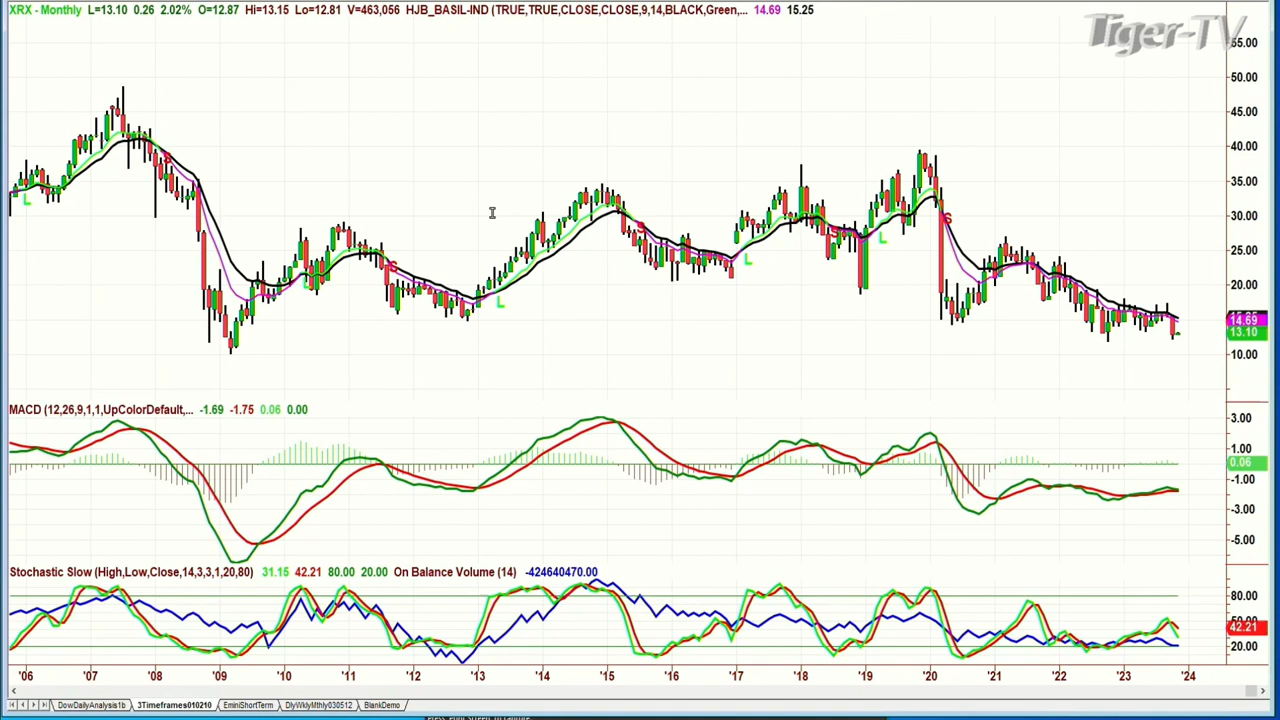 XRX - Monthly L=13.10 0.26 2.02% O=12.87 Hi=13.15 Lo=12.81 V=463,056 HJB_BASIL-IND (TRUE,TRUE,CLOSE,CLOSE,9,14,BLACK,Green,... 14.69 15.25
Tiger-TV
55.00
50.00
45.00
40.00
35.00
30.00
25.00
20.00
14.69
13.10
10.00
L
S
L
S
L
S
L
S
L
S
MACD (12,26,9,1,1,UpColorDefault,... -1.69 -1.75 0.06 0.00
3.00
1.00
0.06
-1.00
-3.00
-5.00
Stochastic Slow (High,Low,Close,14,3,3,1,20,80) 31.15 42.21 80.00 20.00 On Balance Volume (14) -424640470.00
80.00
42.21
20.00
'06 '07 '08 '09 '10 '11 '12 '13 '14 '15 '16 '17 '18 '19 '20 '21 '22 '23 '24
DowDailyAnalysis1b 3Timeframes010210 EminiShortTerm DlyWklyMthly030512 BlankDemo